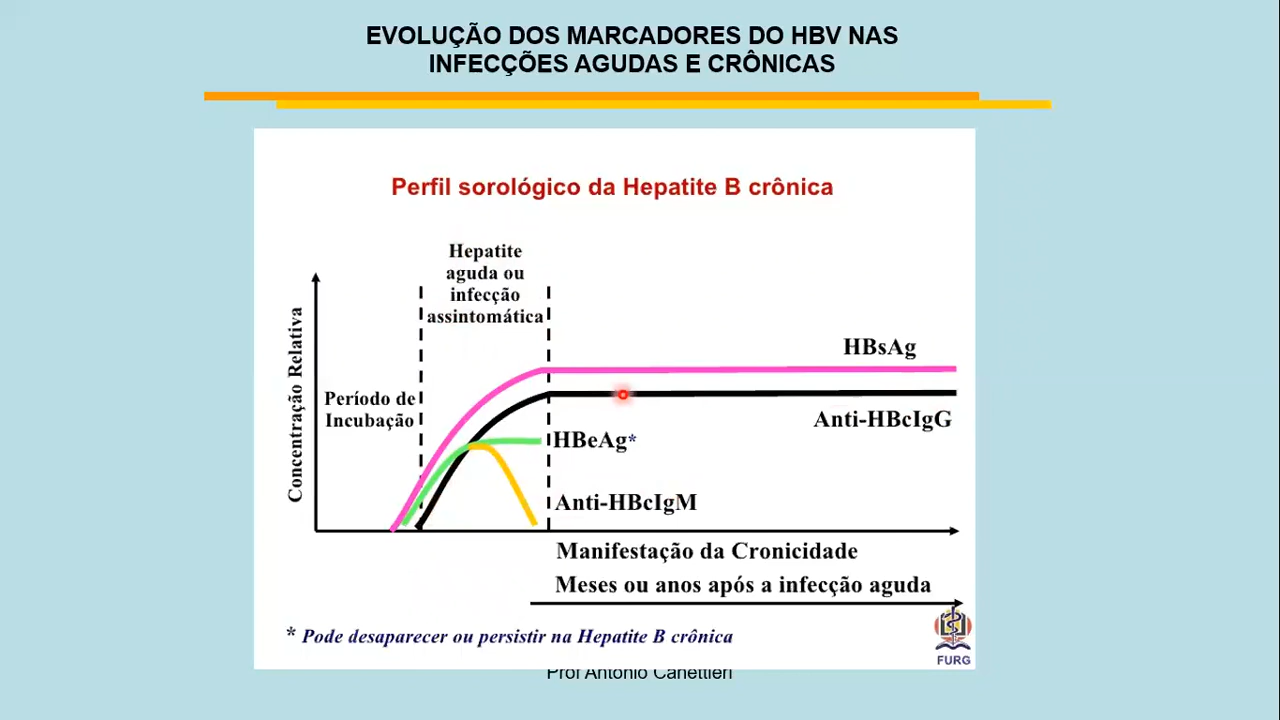 EVOLUÇÃO DOS MARCADORES DO HBV NAS
INFECÇÕES AGUDAS E CRÔNICAS
Perfil sorológico da Hepatite B crônica
Hepatite
aguda ou
infecção
assintomática
Concentração Relativa
Período de
Incubação
HBsAg
Anti-HBcIgG
HBeAg*
Anti-HBcIgM
Manifestação da Cronicidade
Meses ou anos após a infecção aguda
* Pode desaparecer ou persistir na Hepatite B crônica
FURG
Prof Antonio Canettieri